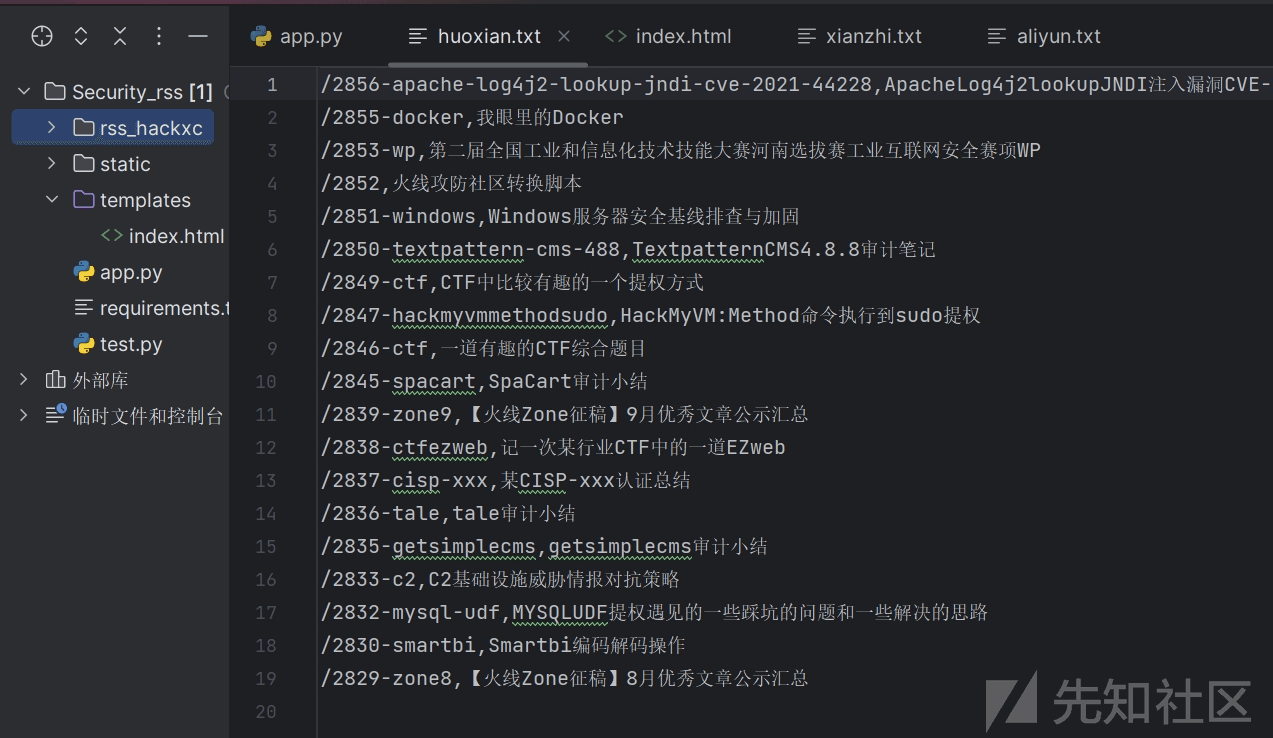 app.py
huoxian.txt
index.html
xianzhi.txt
aliyun.txt
Security_rss [1]
rss_hackxc
static
templates
index.html
app.py
requirements.t
test.py
外部库
临时文件和控制台
1 /2856-apache-log4j2-lookup-jndi-cve-2021-44228,ApacheLog4j2lookupJNDI注入漏洞CVE-
2 /2855-docker,我眼里的Docker
3 /2853-wp,第二届全国工业和信息化技术技能大赛河南选拔赛工业互联网安全赛项WP
4 /2852,火线攻防社区转换脚本
5 /2851-windows,Windows服务器安全基线排查与加固
6 /2850-textpattern-cms-488,TextpatternCMS4.8.8审计笔记
7 /2849-ctf,CTF中比较有趣的一个提权方式
8 /2847-hackmyvmmethodsudo,HackMyVM:Method命令执行到sudo提权
9 /2846-ctf,一道有趣的CTF综合题目
10 /2845-spacart,SpaCart审计小结
11 /2839-zone9,【火线Zone征稿】9月优秀文章公示汇总
12 /2838-ctfezweb,记一次某行业CTF中的一道EZweb
13 /2837-cisp-xxx,某CISP-xxx认证总结
14 /2836-tale,tale审计小结
15 /2835-getsimplecms,getsimplecms审计小结
16 /2833-c2,C2基础设施威胁情报对抗策略
17 /2832-mysql-udf,MYSQLUDF提权遇见的一些踩坑的问题和一些解决的思路
18 /2830-smartbi,Smartbi编码解码操作
19 /2829-zone8,【火线Zone征稿】8月优秀文章公示汇总
20
先知社区